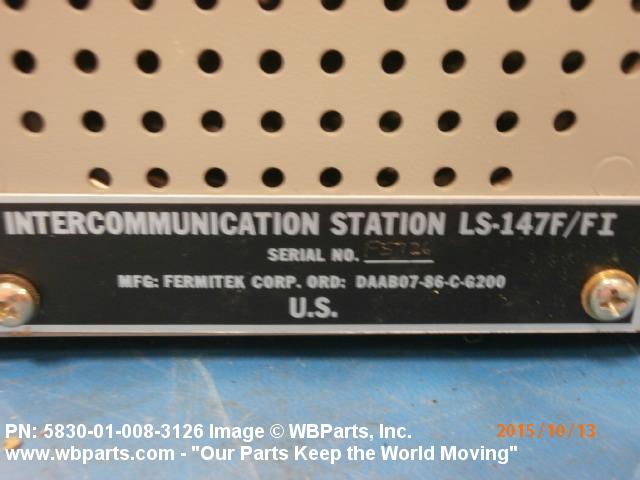 INTERCOMMUNICATION STATION LS-147F/FI
SERIAL NO.
MFG: FERMITEK CORP. ORD: DAAB07-86-C-G200
U.S.
PN: 5830-01-008-3126 Image © WBParts, Inc.
2015/10/13
www.wbparts.com - "Our Parts Keep the World Moving"